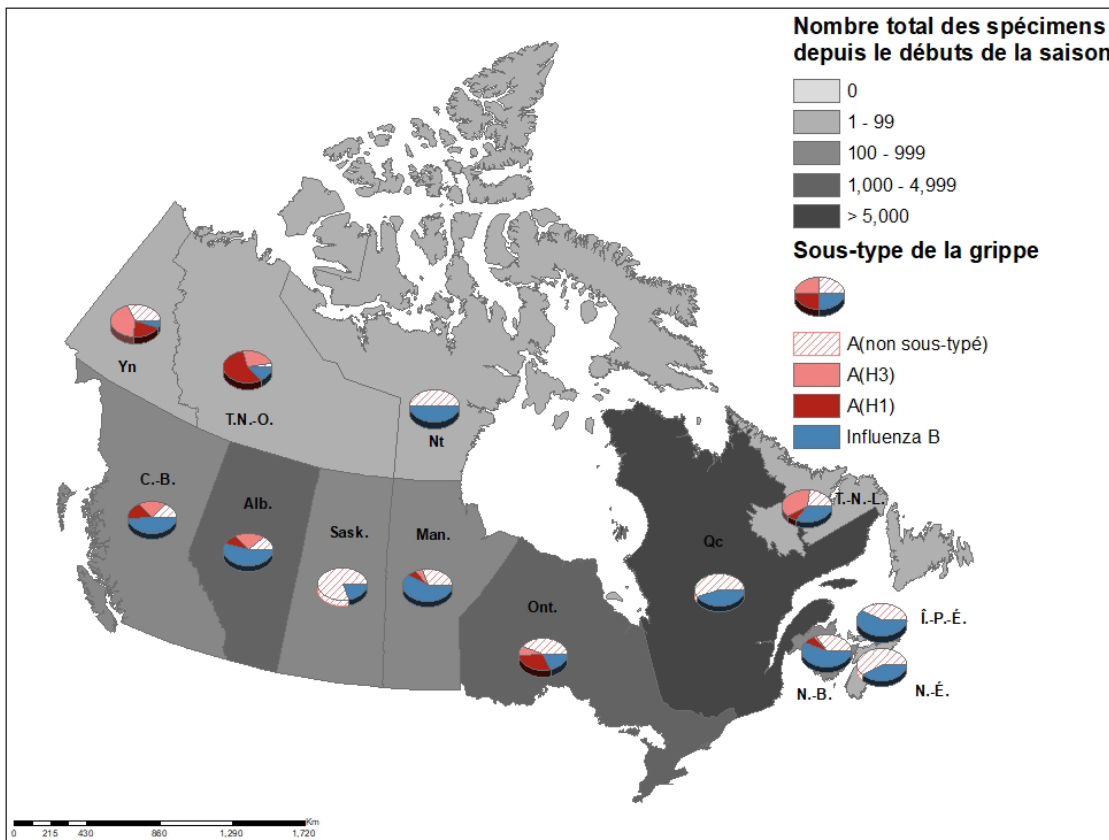 Nombre total des spécimens
depuis le débuts de la saison
0
1 - 99
100 - 999
1,000 - 4,999
> 5,000
Sous-type de la grippe
A(non sous-typé)
A(H3)
A(H1)
Influenza B
Yn
T.N.-O.
Nt
C.-B.
Alb.
Sask.
Man.
Ont.
Qc
T.-N.-L.
Î.-P.-É.
N.-B.
N.-É.
Km
0 215 430 860 1,290 1,720